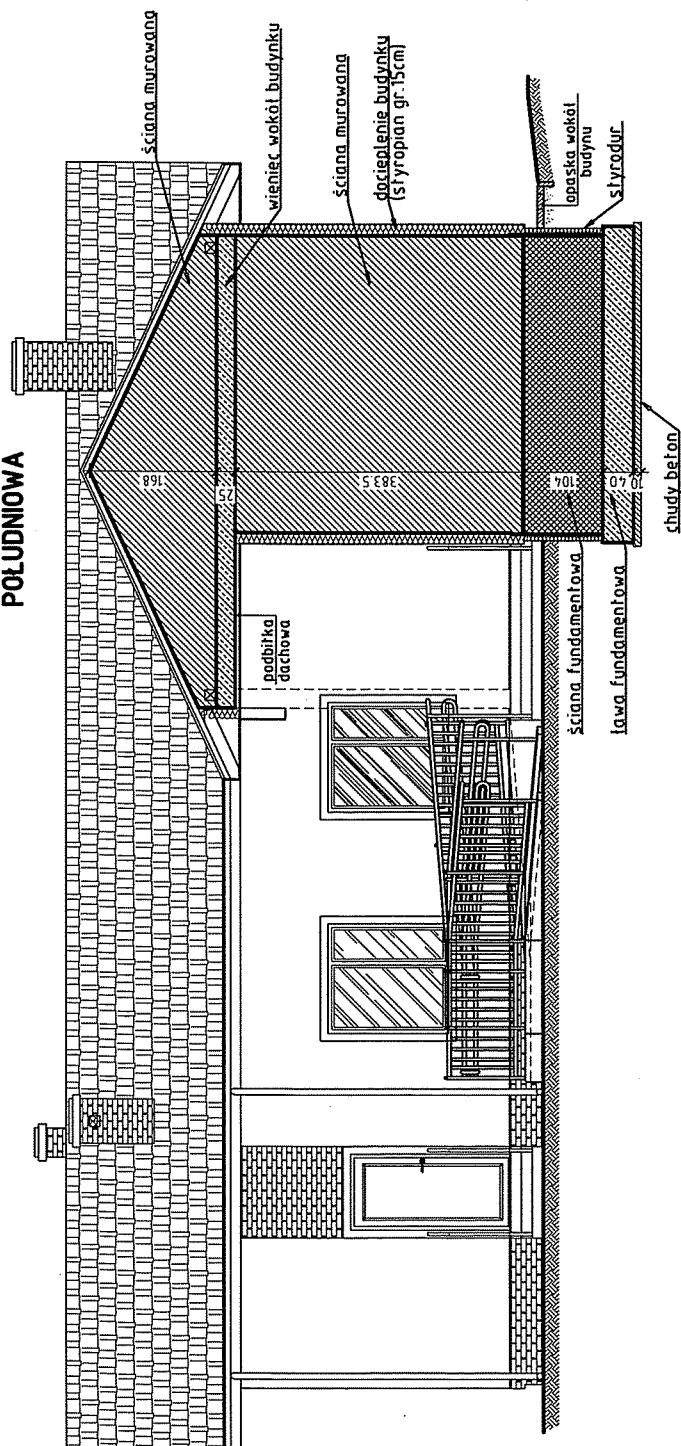 POŁUDNIOWA
ściana murowana
wieniec wokół budynku
ściana murowana
docieplenie budynku
(styropian gr.15cm)
opaska wokół
budynu
styrodur
168
25
383.5
104
40
10
podbitka
dachowa
ściana fundamentowa
ława fundamentowa
chudy beton